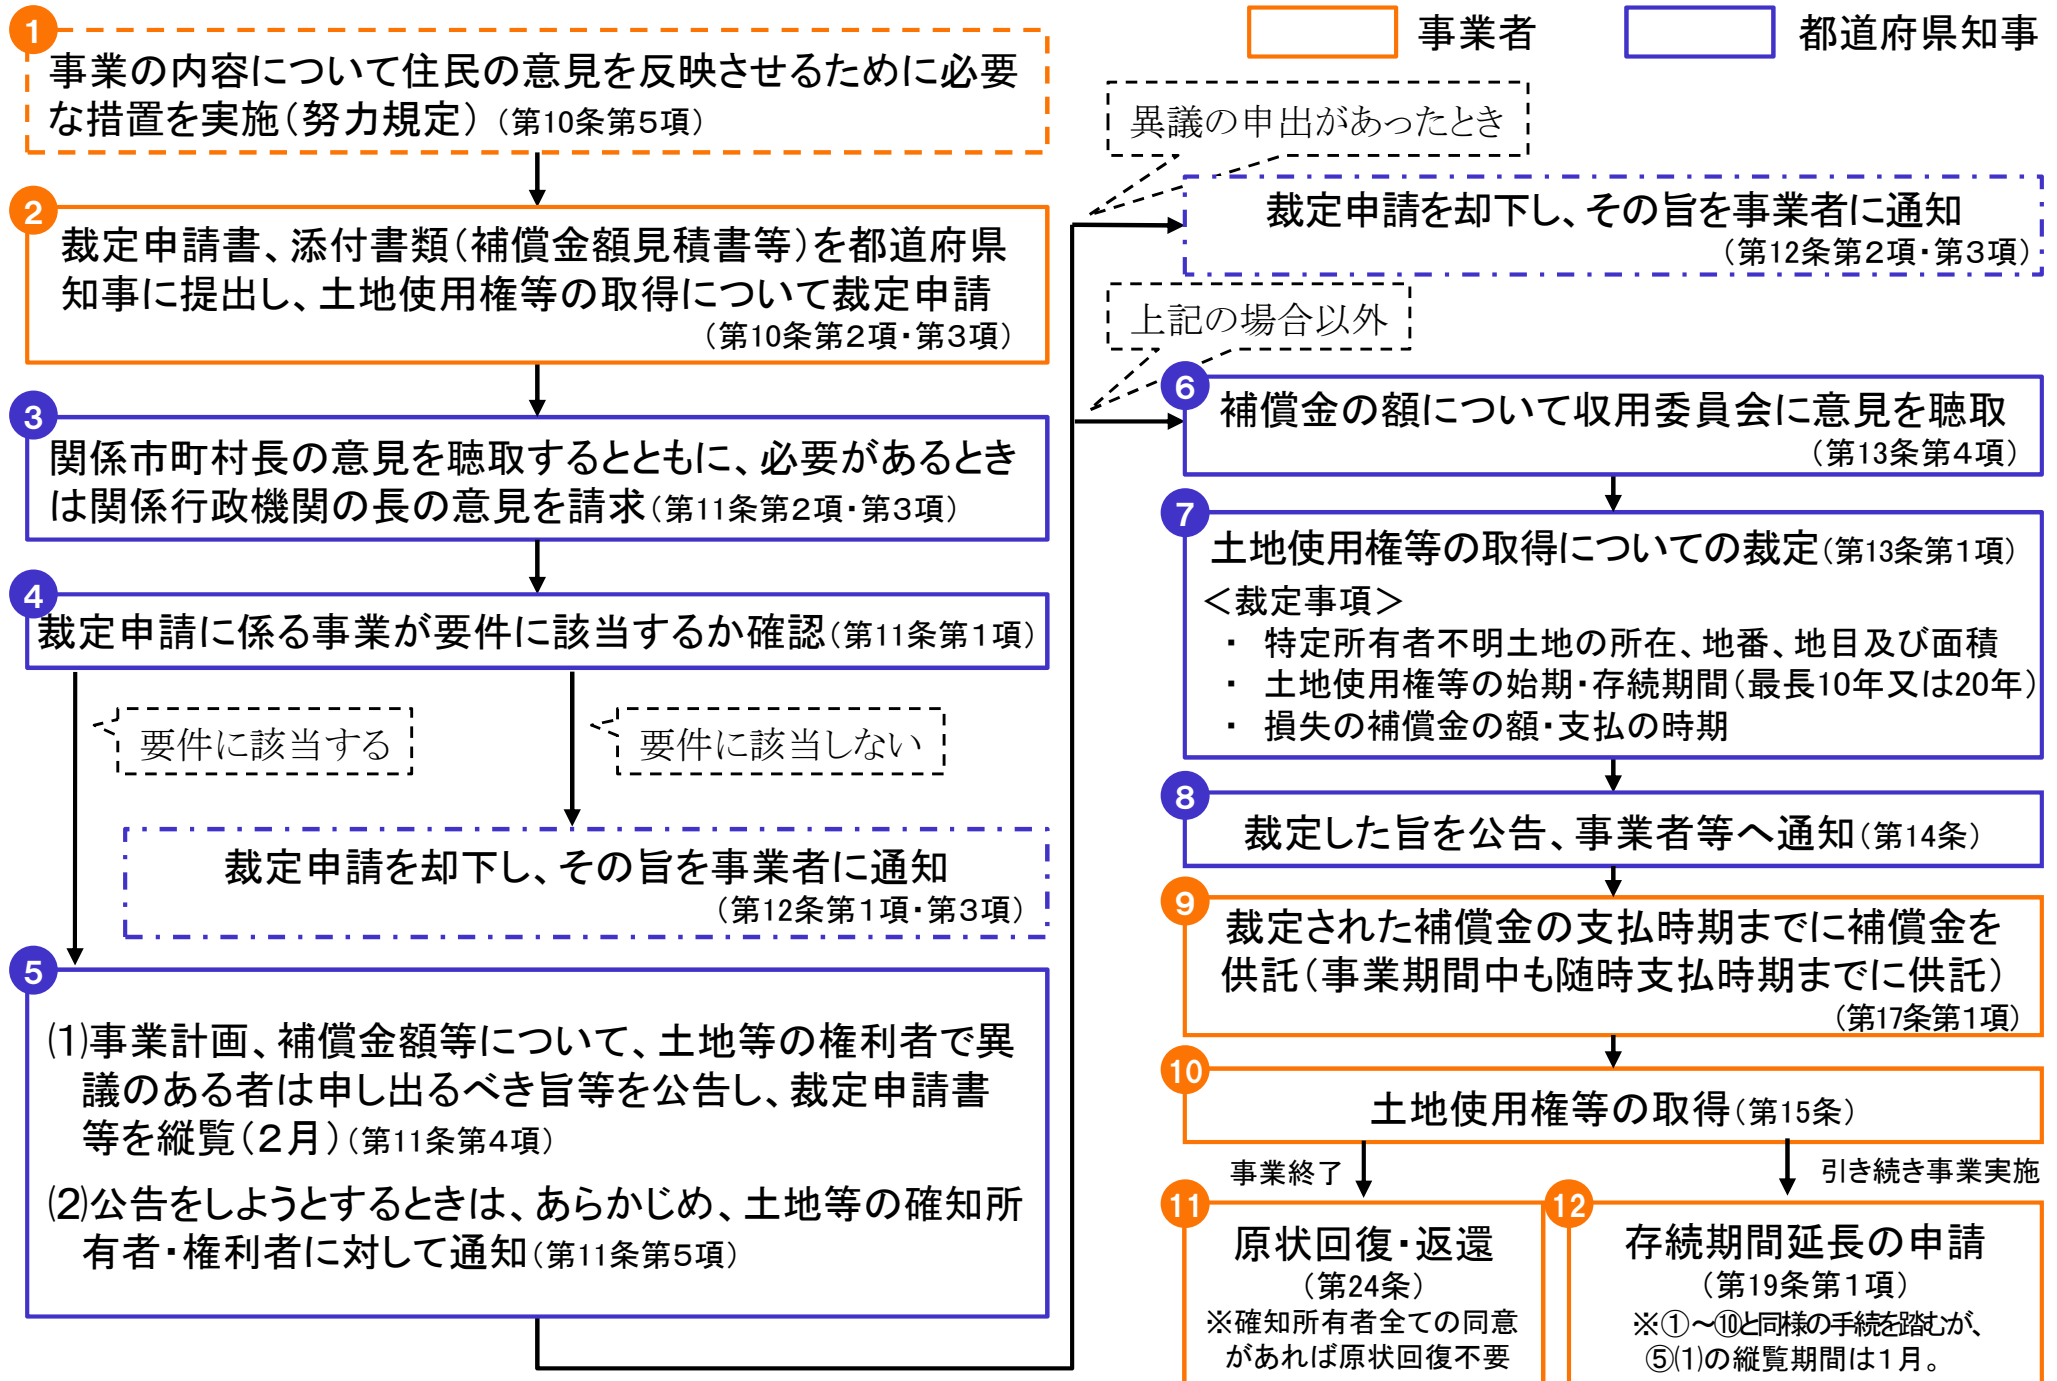 事業者
都道府県知事
1
事業の内容について住民の意見を反映させるために必要
な措置を実施(努力規定)(第10条第5項)
2
裁定申請書、添付書類(補償金額見積書等)を都道府県
知事に提出し、土地使用権等の取得について裁定申請
(第10条第2項・第3項)
3
関係市町村長の意見を聴取するとともに、必要があるとき
は関係行政機関の長の意見を請求(第11条第2項・第3項)
4
裁定申請に係る事業が要件に該当するか確認(第11条第1項)
要件に該当する
要件に該当しない
裁定申請を却下し、その旨を事業者に通知
(第12条第1項・第3項)
5
⑴事業計画、補償金額等について、土地等の権利者で異
議のある者は申し出るべき旨等を公告し、裁定申請書
等を縦覧(2月)(第11条第4項)
⑵公告をしようとするときは、あらかじめ、土地等の確知所
有者・権利者に対して通知(第11条第5項)
異議の申出があったとき
裁定申請を却下し、その旨を事業者に通知
(第12条第2項・第3項)
上記の場合以外
6
補償金の額について収用委員会に意見を聴取
(第13条第4項)
7
土地使用権等の取得についての裁定(第13条第1項)
<裁定事項>
・ 特定所有者不明土地の所在、地番、地目及び面積
・ 土地使用権等の始期・存続期間(最長10年又は20年)
・ 損失の補償金の額・支払の時期
8
裁定した旨を公告、事業者等へ通知(第14条)
9
裁定された補償金の支払時期までに補償金を
供託(事業期間中も随時支払時期までに供託)
(第17条第1項)
10
土地使用権等の取得(第15条)
事業終了
引き続き事業実施
11
原状回復・返還
(第24条)
※確知所有者全ての同意
があれば原状回復不要
12
存続期間延長の申請
(第19条第1項)
※①～⑩と同様の手続を踏むが、
⑤⑴の縦覧期間は1月。